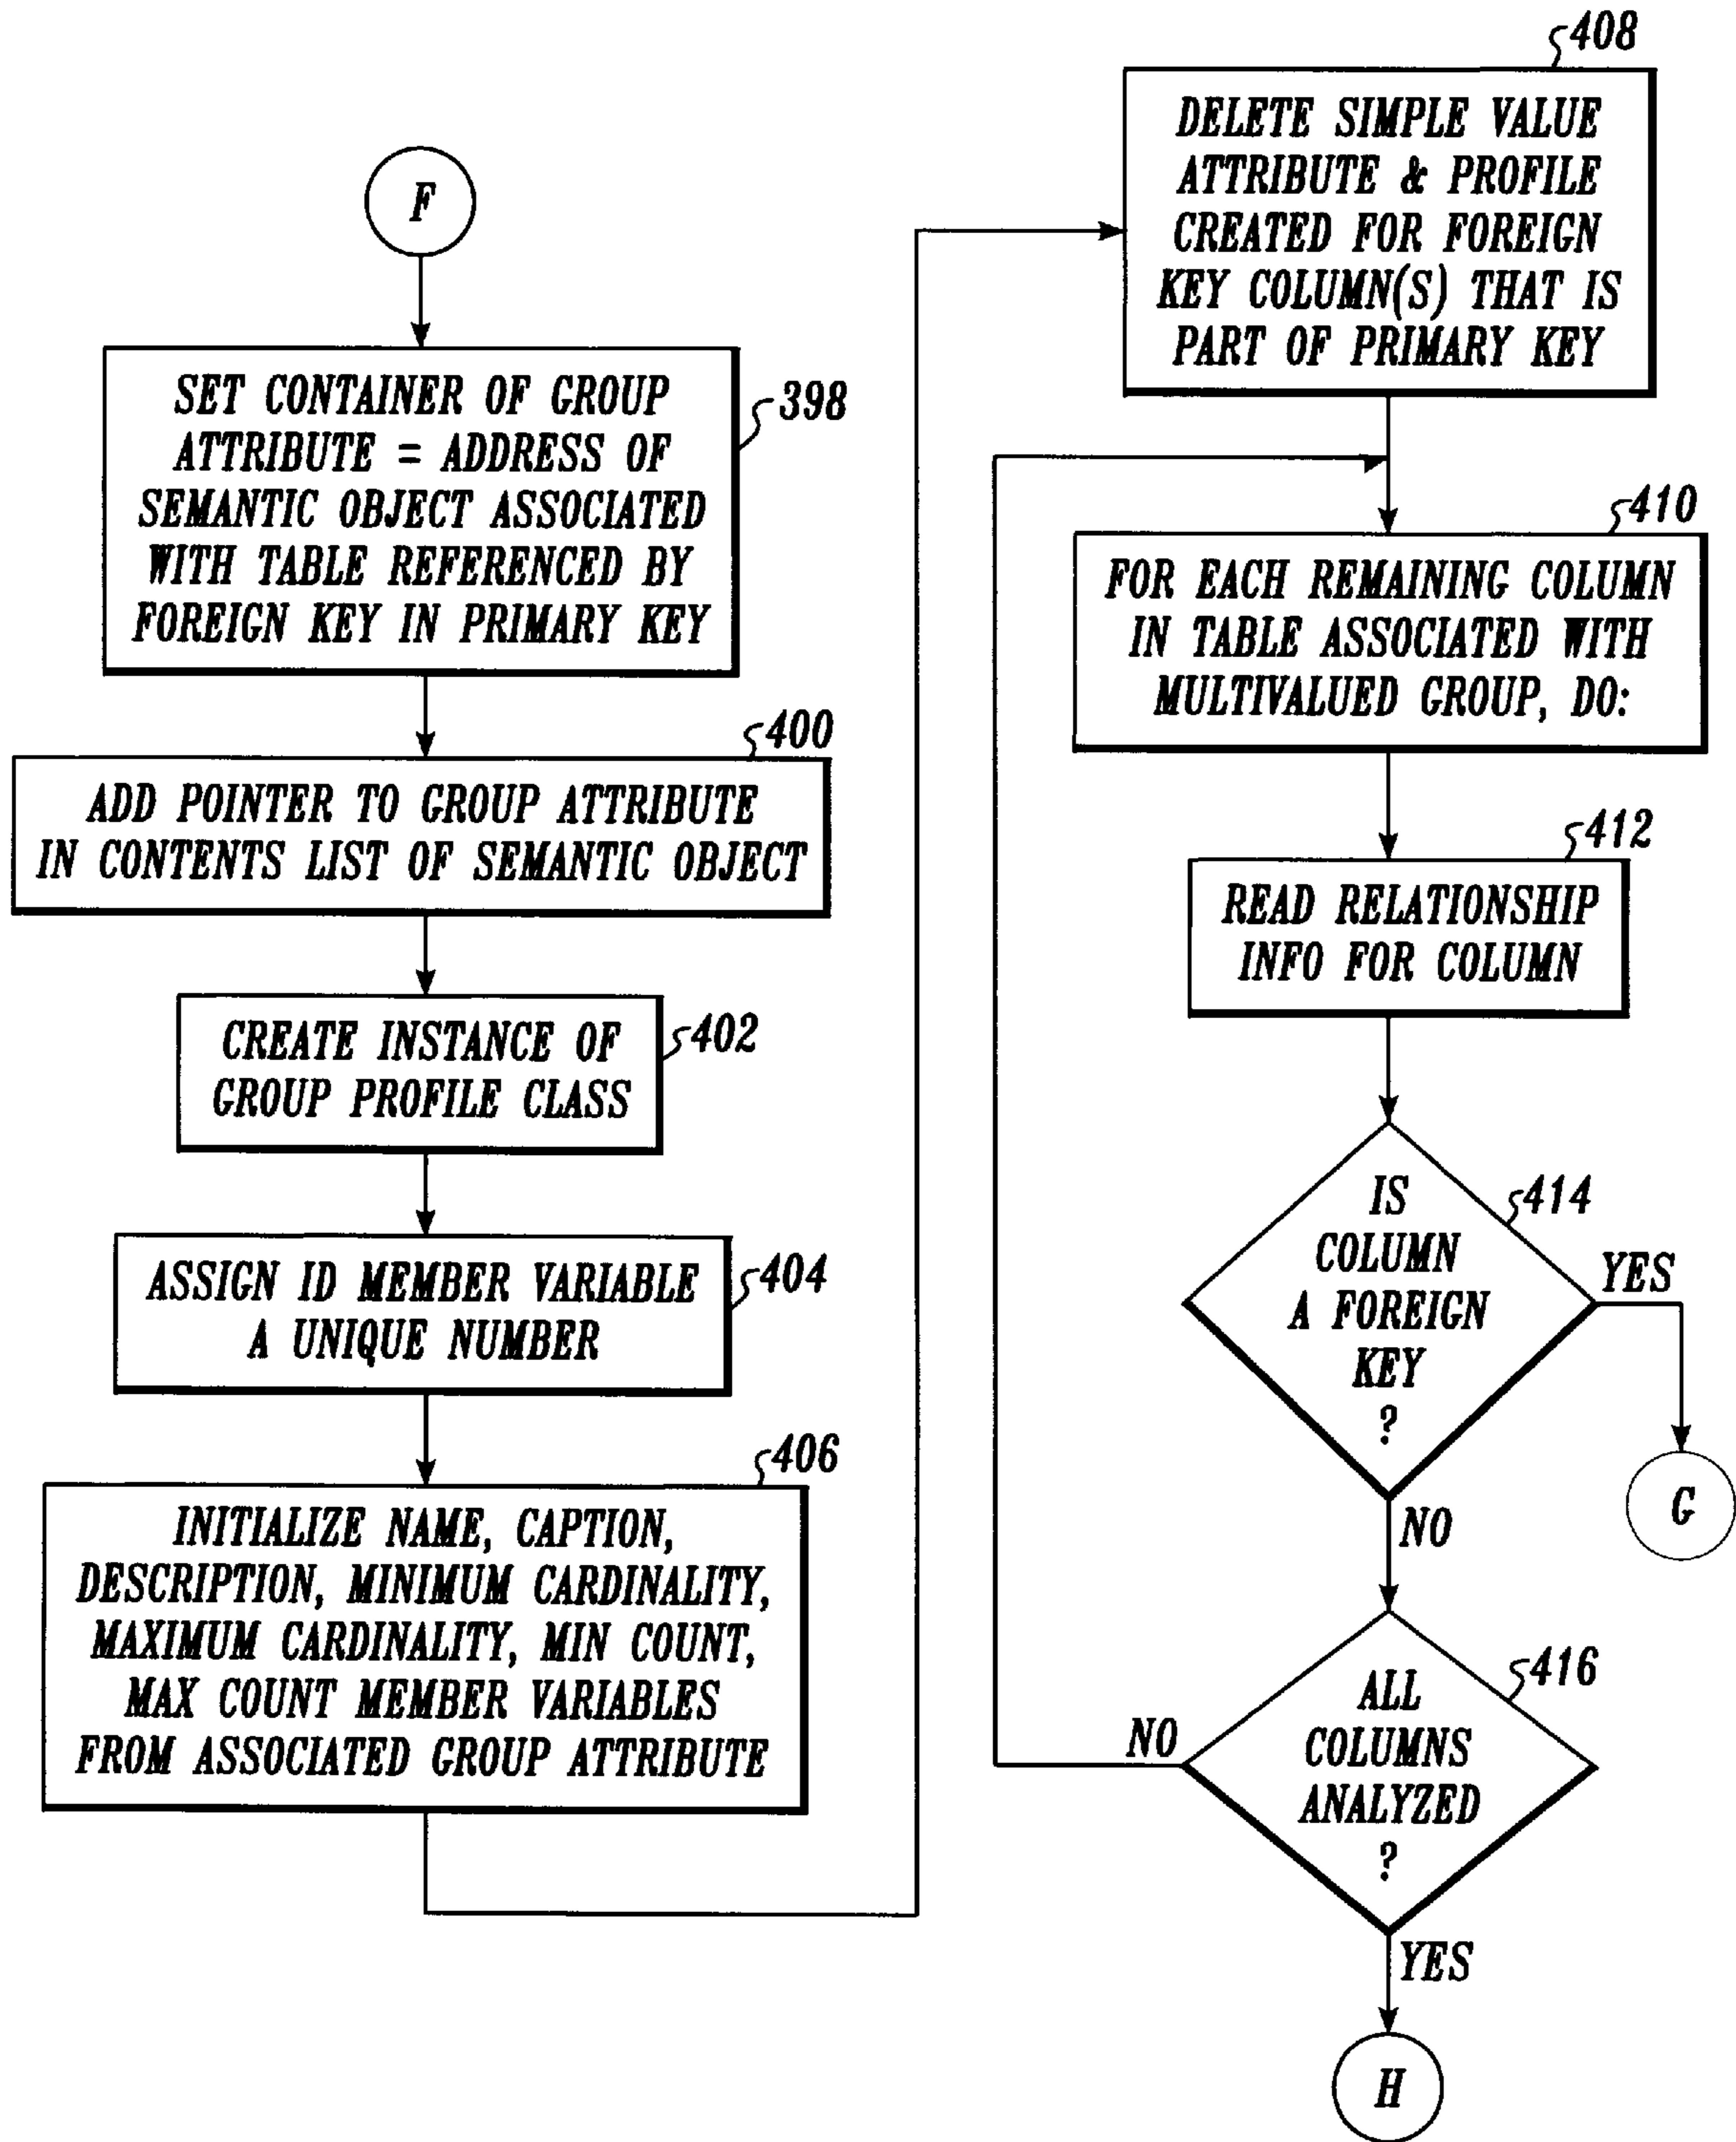 F
SET CONTAINER OF GROUP
ATTRIBUTE = ADDRESS OF
SEMANTIC OBJECT ASSOCIATED
WITH TABLE REFERENCED BY
FOREIGN KEY IN PRIMARY KEY
398
400
ADD POINTER TO GROUP ATTRIBUTE
IN CONTENTS LIST OF SEMANTIC OBJECT
CREATE INSTANCE OF
GROUP PROFILE CLASS
402
ASSIGN ID MEMBER VARIABLE
A UNIQUE NUMBER
404
406
INITIALIZE NAME, CAPTION,
DESCRIPTION, MINIMUM CARDINALITY,
MAXIMUM CARDINALITY, MIN COUNT,
MAX COUNT MEMBER VARIABLES
FROM ASSOCIATED GROUP ATTRIBUTE
408
DELETE SIMPLE VALUE
ATTRIBUTE & PROFILE
CREATED FOR FOREIGN
KEY COLUMN(S) THAT IS
PART OF PRIMARY KEY
410
FOR EACH REMAINING COLUMN
IN TABLE ASSOCIATED WITH
MULTIVALUED GROUP, DO:
412
READ RELATIONSHIP
INFO FOR COLUMN
414
IS
COLUMN
A FOREIGN
KEY
?
YES
G
NO
416
ALL
COLUMNS
ANALYZED
?
NO
YES
H